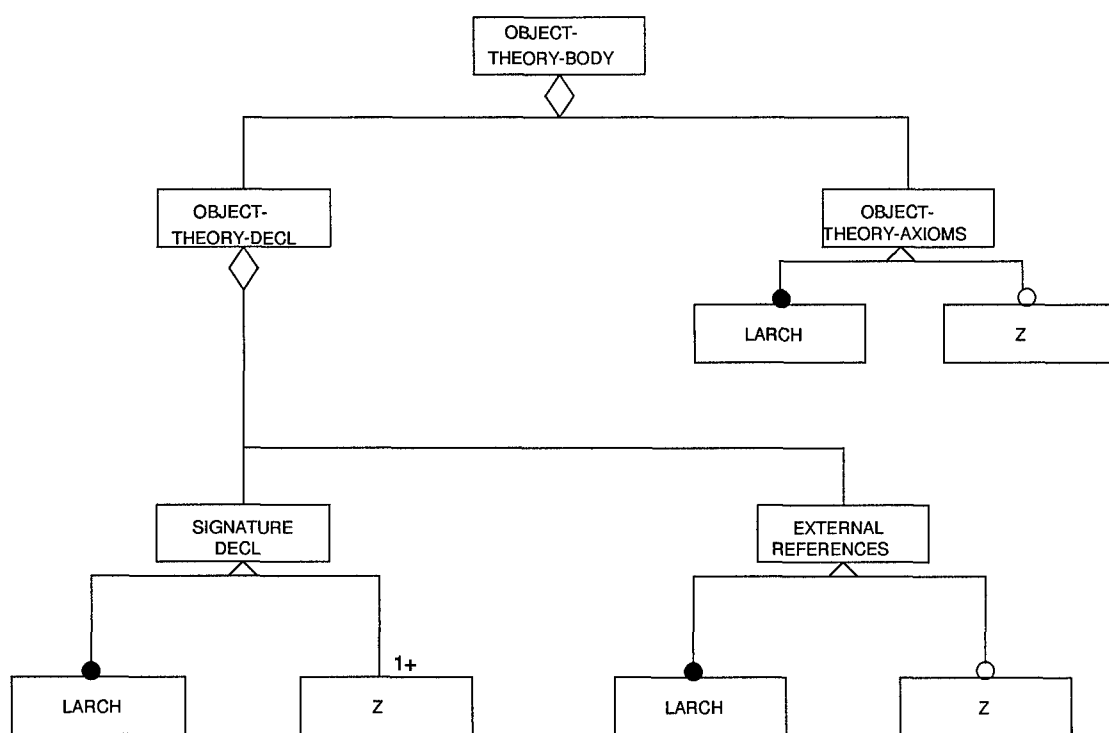 OBJECT-
THEORY-BODY
OBJECT-
THEORY-DECL
OBJECT-
THEORY-AXIOMS
LARCH
Z
SIGNATURE
DECL
EXTERNAL
REFERENCES
1+
LARCH
Z
LARCH
Z